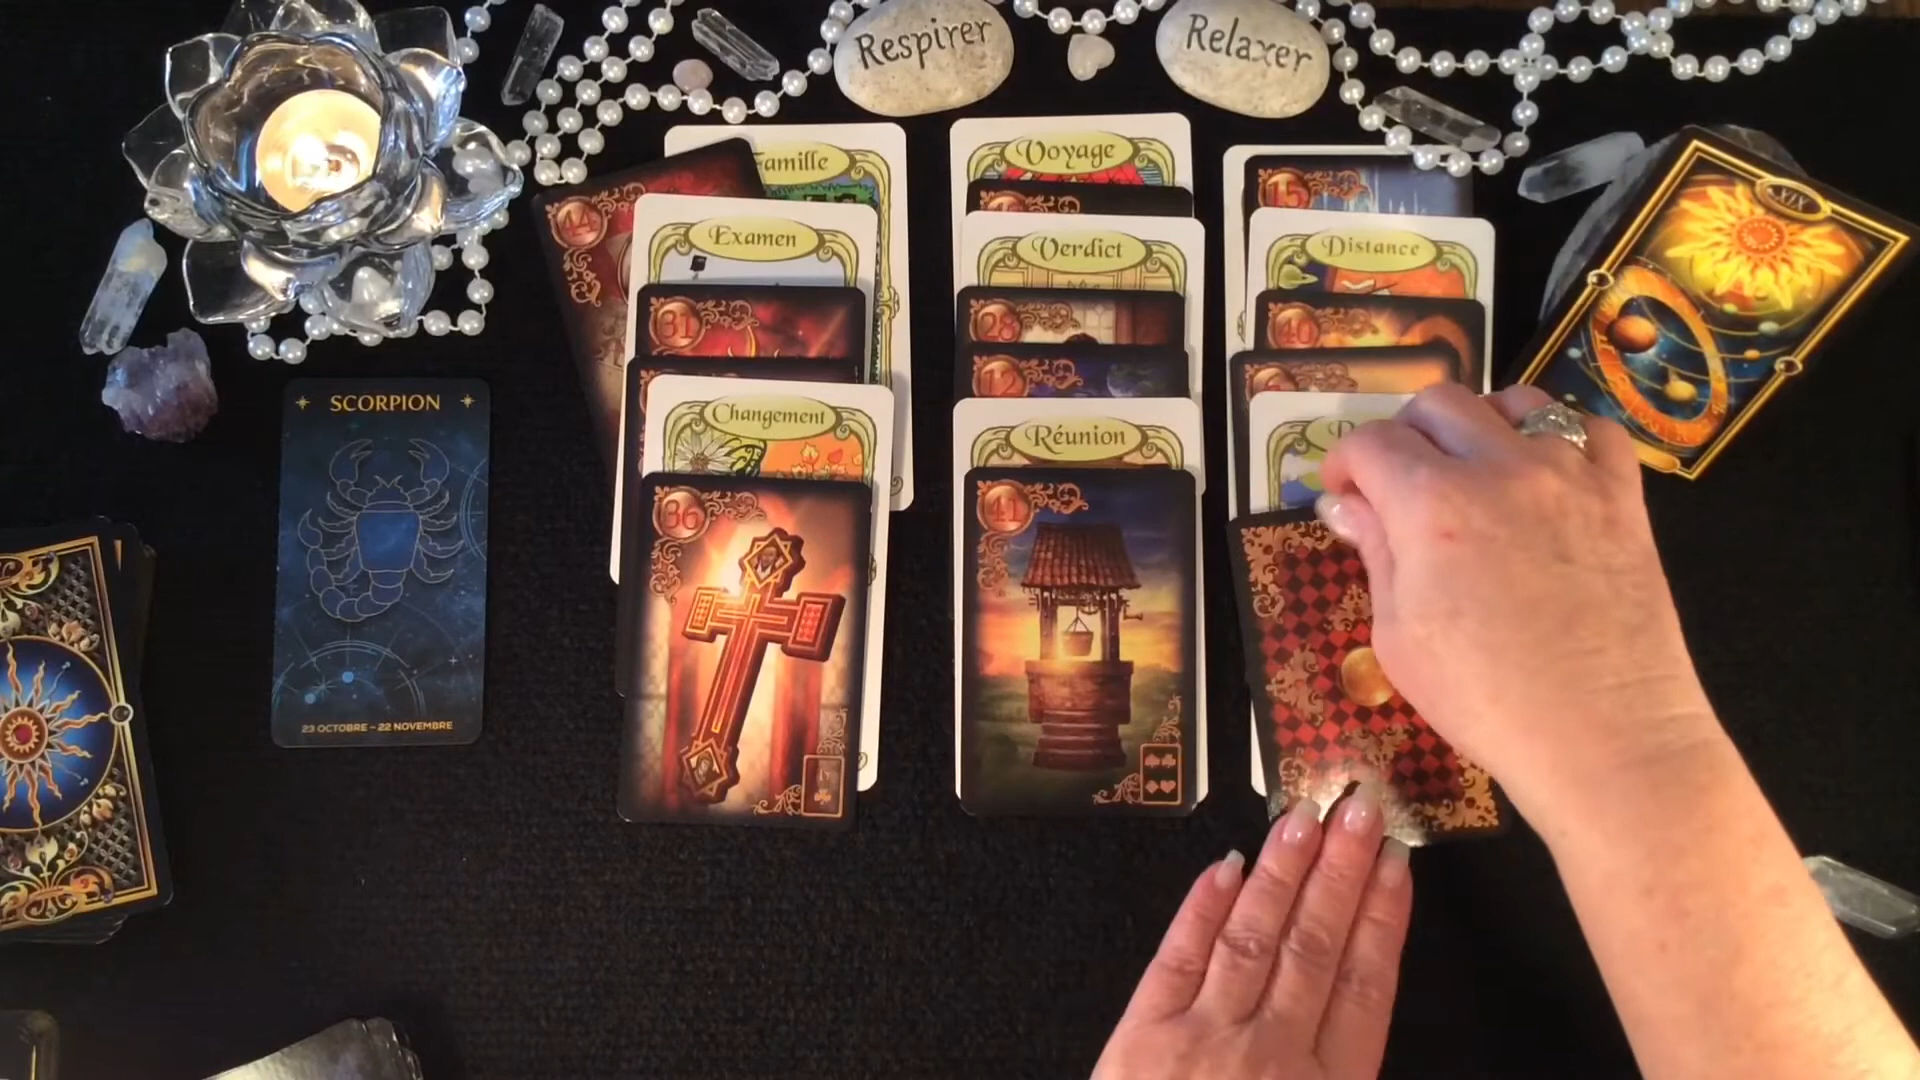 Respirer
Relaxer
Famille
Voyage
44
15
XIX
Examen
Verdict
Distance
31
28
40
12
SCORPION
Changement
Réunion
36
41
23 OCTOBRE – 22 NOVEMBRE